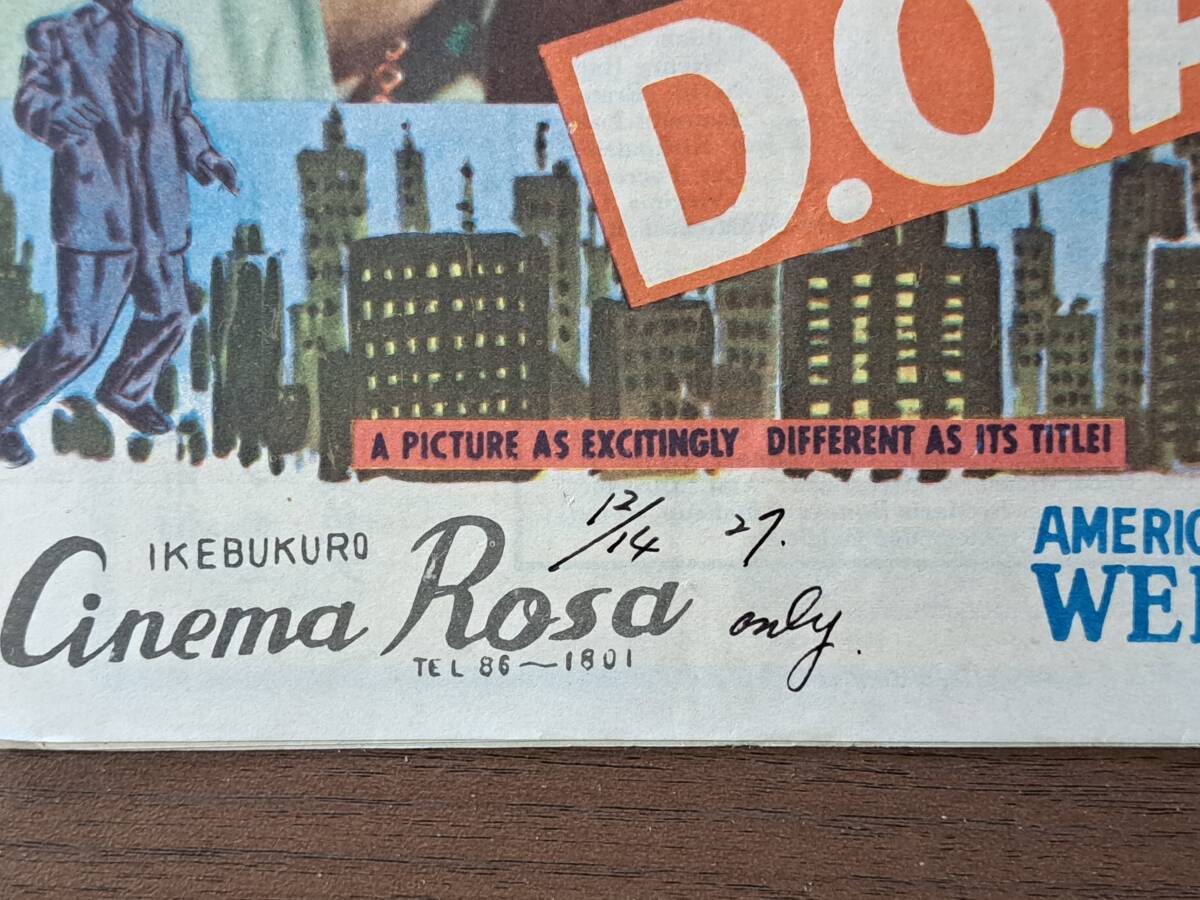 D.O.A
A PICTURE AS EXCITINGLY DIFFERENT AS ITS TITLE!
IKEBUKURO
Cinema Rosa
TEL 86~1801
12/14 27.
only.
AMERIC
WE